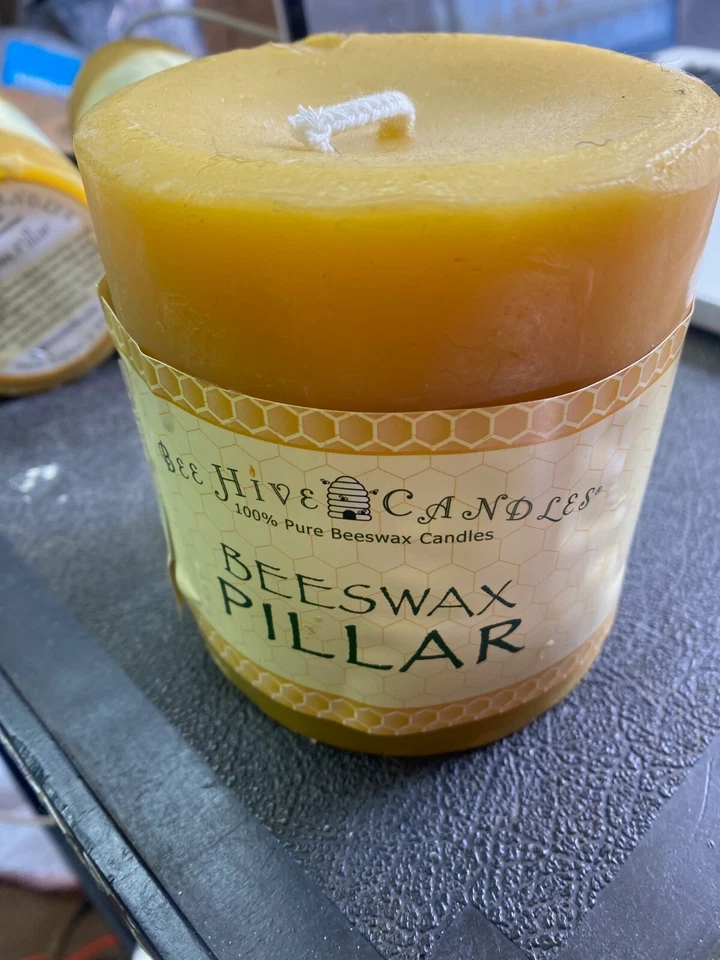 BEE HIVE CANDLES®
100% Pure Beeswax Candles
BEESWAX
PILLAR